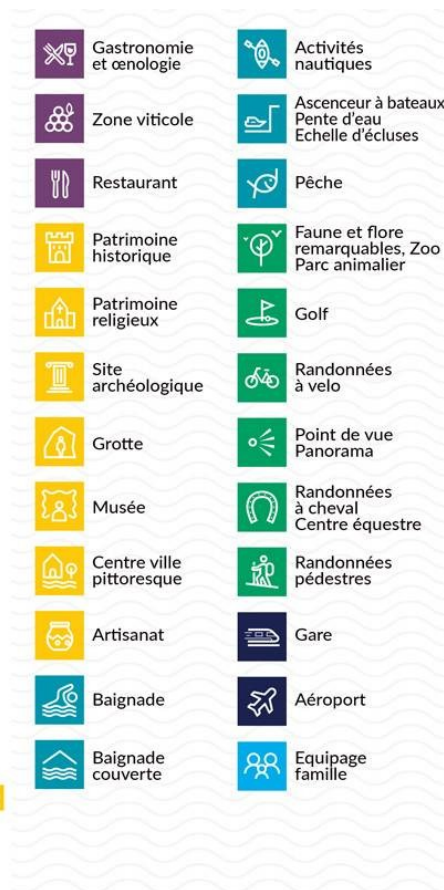 Gastronomie
et œnologie
Zone viticole
Restaurant
Patrimoine
historique
Patrimoine
religieux
Site
archéologique
Grotte
Musée
Centre ville
pittoresque
Artisanat
Baignade
Baignade
couverte
Activités
nautiques
Ascenceur à bateaux
Pente d'eau
Echelle d'écluses
Pêche
Faune et flore
remarquables, Zoo
Parc animalier
Golf
Randonnées
à velo
Point de vue
Panorama
Randonnées
à cheval
Centre équestre
Randonnées
pédestres
Gare
Aéroport
Equipage
famille